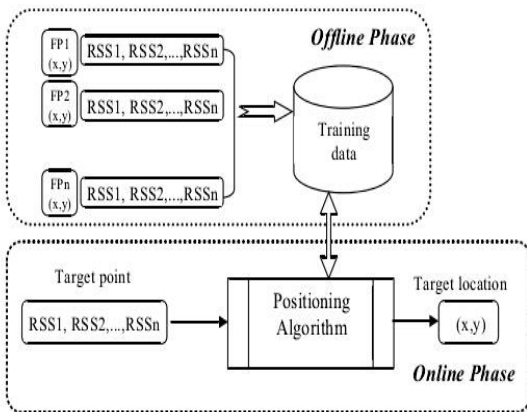 Offline Phase
FP1
(x,y)
RSS1, RSS2,...,RSSn
FP2
(x,y)
RSS1, RSS2,...,RSSn
FPn
(x,y)
RSS1, RSS2,...,RSSn
Training
data
Target point
RSS1, RSS2,...,RSSn
Positioning
Algorithm
Target location
(x,y)
Online Phase